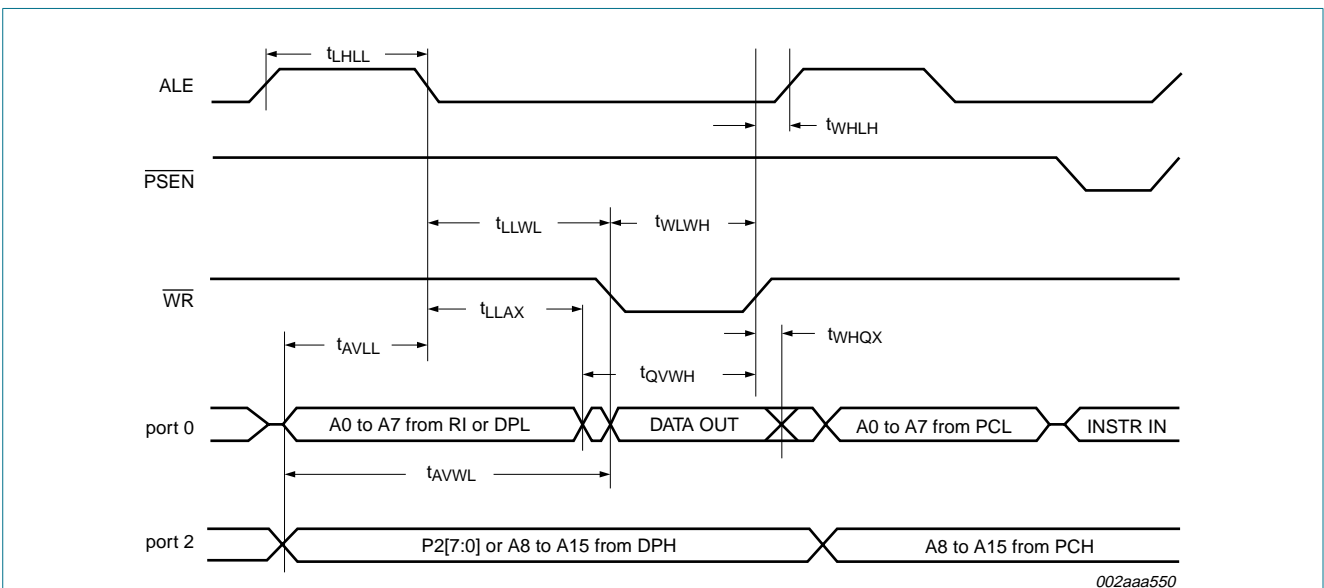 tLHLL
ALE
tWHLH
PSEN
tLLWL
tWLWH
WR
tLLAX
tWHQX
tAVLL
tQVWH
port 0
A0 to A7 from RI or DPL
DATA OUT
A0 to A7 from PCL
INSTR IN
tAVWL
port 2
P2[7:0] or A8 to A15 from DPH
A8 to A15 from PCH
002aaa550